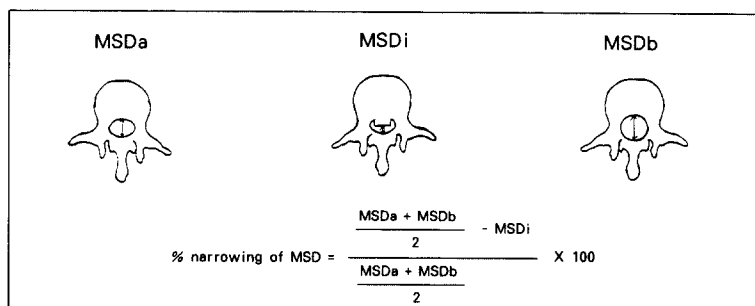 MSDa MSDi MSDb
MSDa + MSDb
2
- MSDi
% narrowing of MSD = X 100
MSDa + MSDb
2